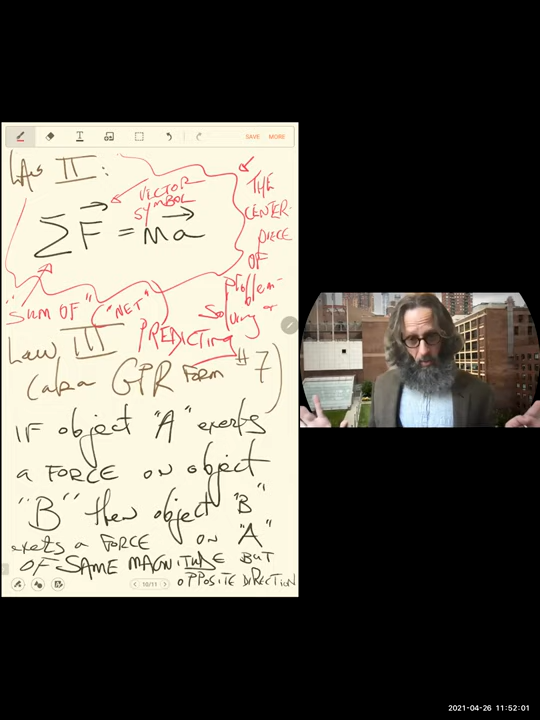 SAVE MORE
Law II:
VECTOR
SYMBOL
THE
CENTER-
PIECE
OF
Problem-
Solving or
PREDICTING
∑F = ma
"SUM OF" ("NET")
Law III
(aka GPR Form #7)
IF object "A" exerts
a FORCE ON object
"B" then object "B"
exerts a FORCE ON "A"
OF SAME MAGNITUDE BUT
OPPOSITE DIRECTION
10/11
2021-04-26 11:52:01